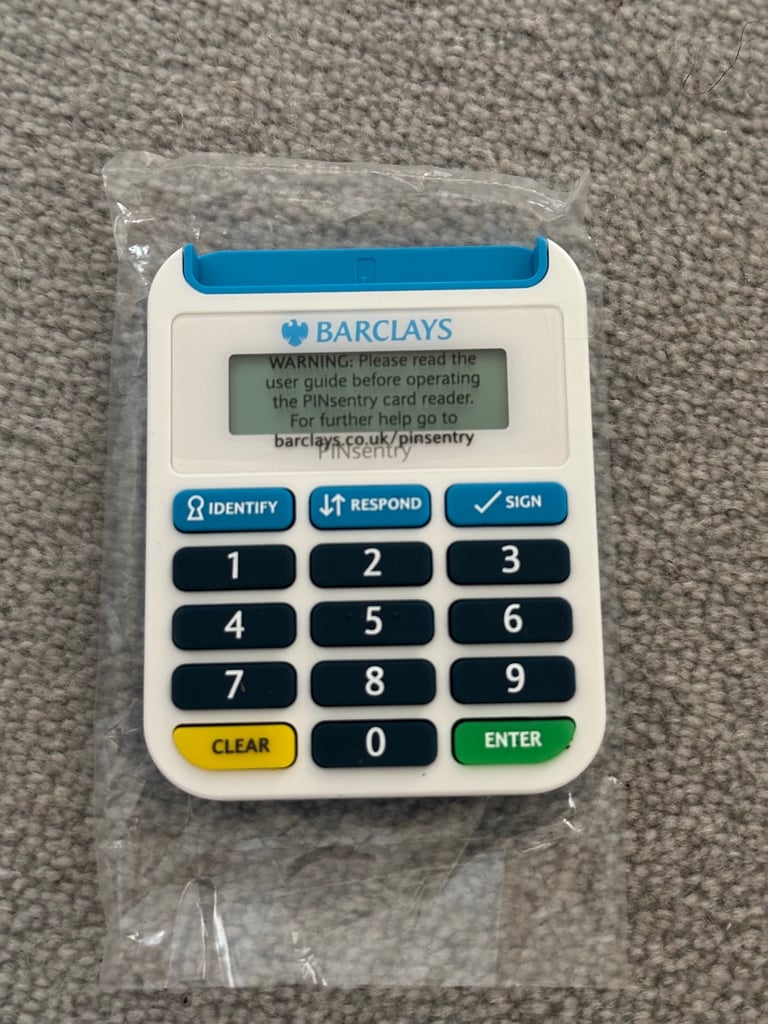 BARCLAYS
WARNING: Please read the
user guide before operating
the PINsentry card reader.
For further help go to
barclays.co.uk/pinsentry
PINsentry
IDENTIFY RESPOND SIGN
1 2 3
4 5 6
7 8 9
CLEAR 0 ENTER